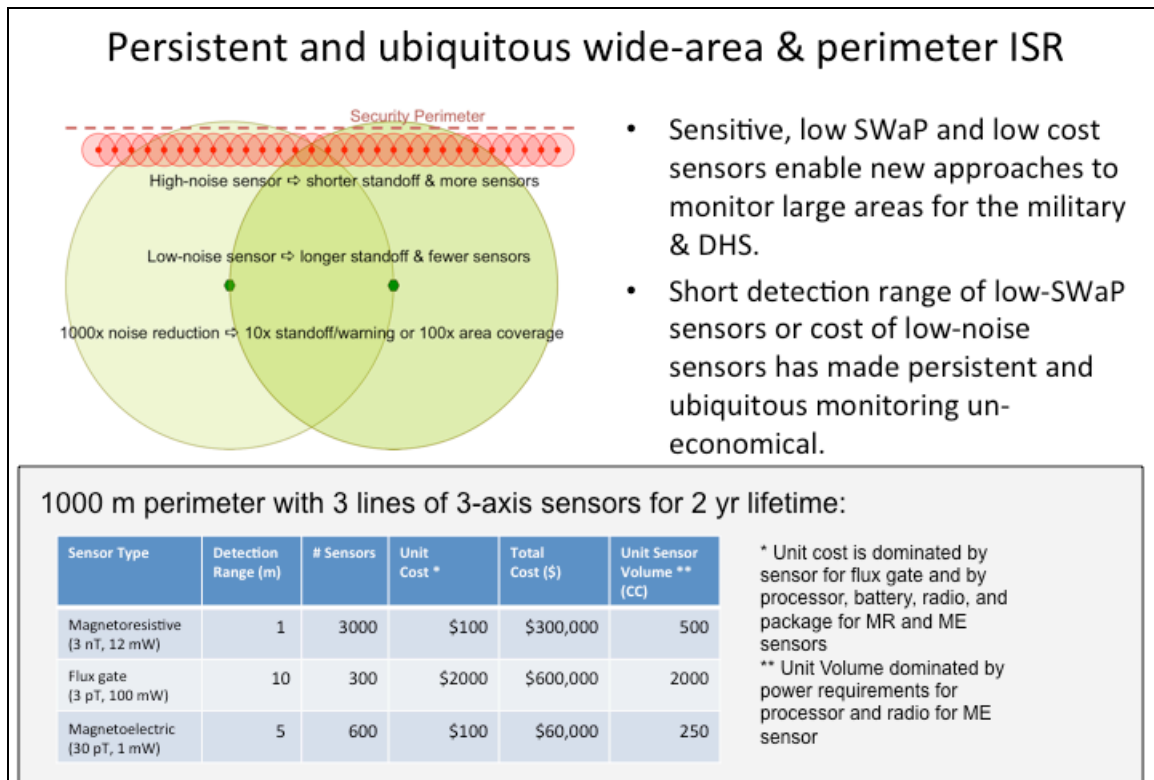 Persistent and ubiquitous wide-area & perimeter ISR
Security Perimeter
High-noise sensor ⇨ shorter standoff & more sensors
Low-noise sensor ⇨ longer standoff & fewer sensors
1000x noise reduction ⇨ 10x standoff/warning or 100x area coverage
• Sensitive, low SWaP and low cost
sensors enable new approaches to
monitor large areas for the military
& DHS.
• Short detection range of low-SWaP
sensors or cost of low-noise
sensors has made persistent and
ubiquitous monitoring un-
economical.
1000 m perimeter with 3 lines of 3-axis sensors for 2 yr lifetime:
Sensor Type Detection Range (m) # Sensors Unit Cost * Total Cost ($) Unit Sensor Volume ** (CC)
Magnetoresistive (3 nT, 12 mW) 1 3000 $100 $300,000 500
Flux gate (3 pT, 100 mW) 10 300 $2000 $600,000 2000
Magnetoelectric (30 pT, 1 mW) 5 600 $100 $60,000 250
* Unit cost is dominated by
sensor for flux gate and by
processor, battery, radio, and
package for MR and ME
sensors
** Unit Volume dominated by
power requirements for
processor and radio for ME
sensor